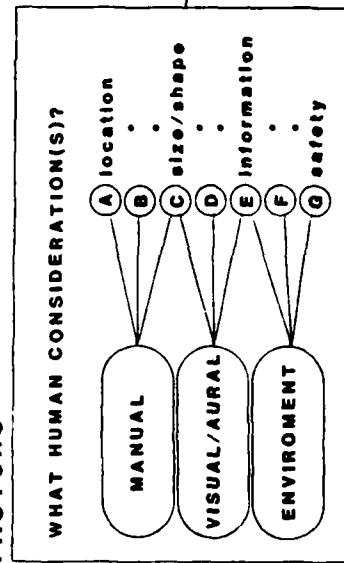 WHAT HUMAN CONSIDERATION(S)?
MANUAL
VISUAL/AURAL
ENVIROMENT
A location
B
C size/shape
D
E information
F
G safety